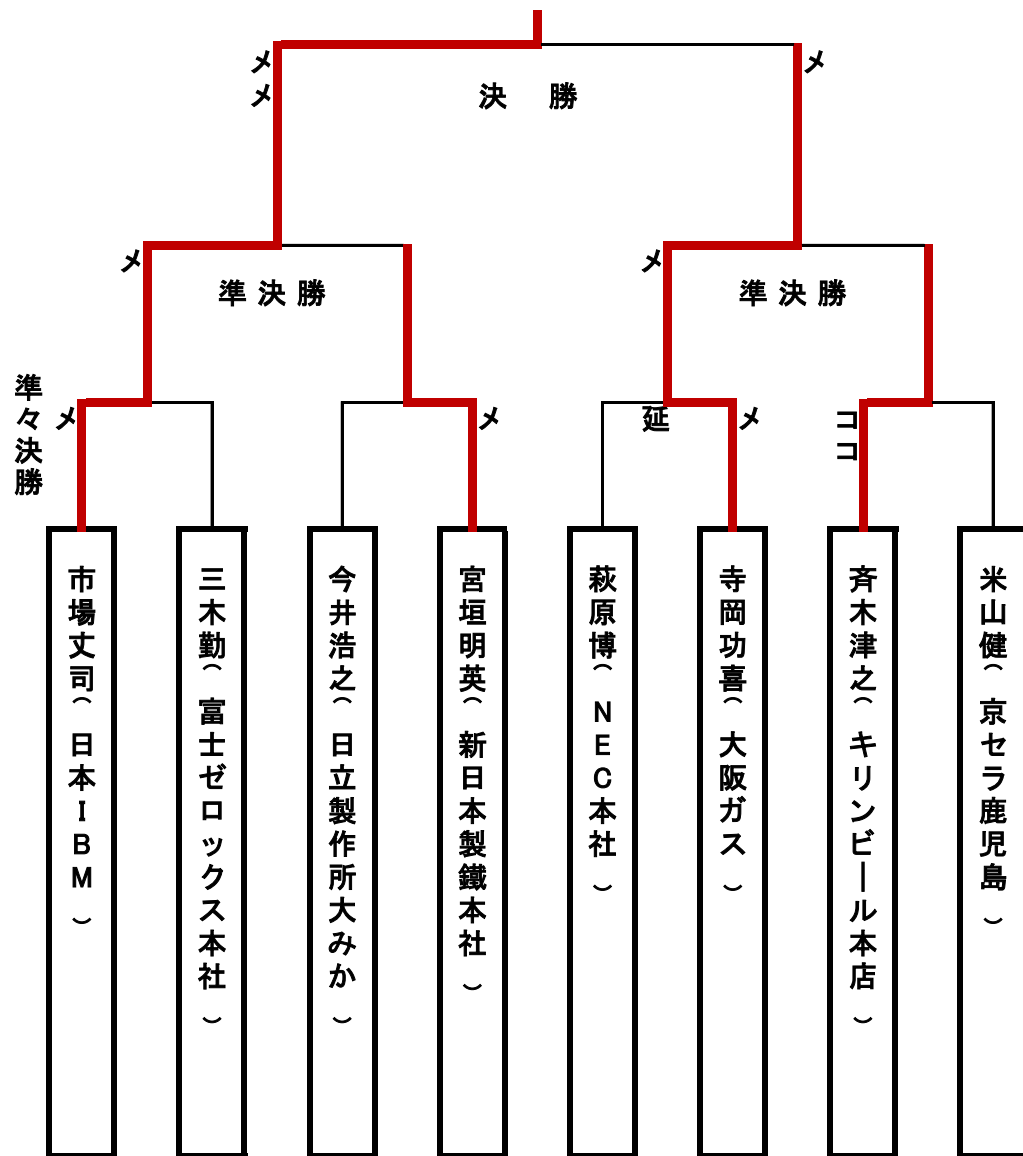 メメ
メ
決 勝
メ
メ
準決勝
準決勝
準々決勝
メ
メ
延
メ
ココ
市場丈司(日本IBM)
三木勤(富士ゼロックス本社)
今井浩之(日立製作所大みか)
宮垣明英(新日本製鐵本社)
萩原博(NEC本社)
寺岡功喜(大阪ガス)
斉木津之(キリンビール本店)
米山健(京セラ鹿児島)